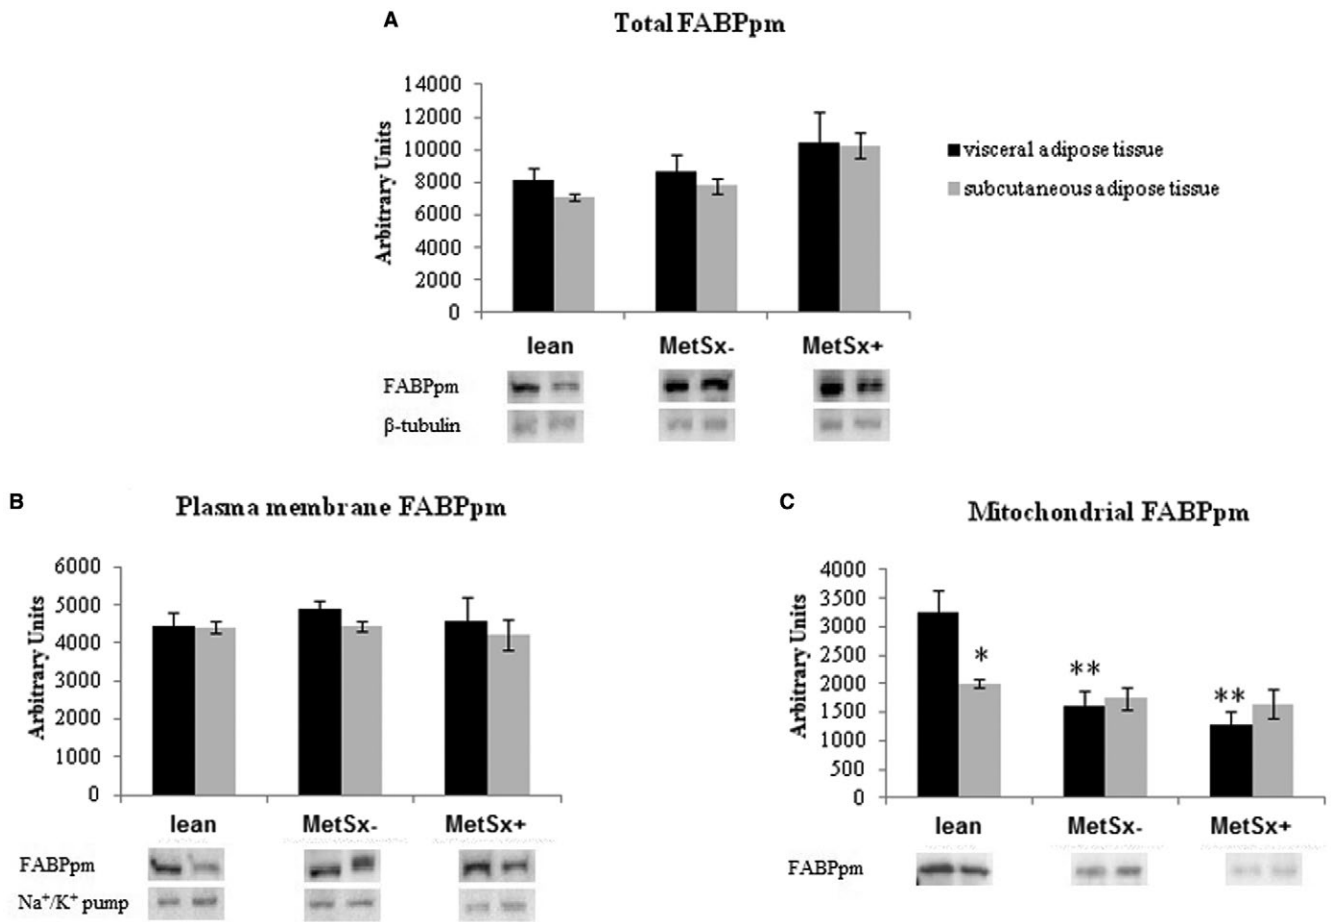 A
Total FABPpm
14000
12000
10000
8000
6000
4000
2000
0
Arbitrary Units
visceral adipose tissue
subcutaneous adipose tissue
lean MetSx- MetSx+
FABPpm
β-tubulin
B
Plasma membrane FABPpm
6000
5000
4000
3000
2000
1000
0
Arbitrary Units
lean MetSx- MetSx+
FABPpm
Na⁺/K⁺ pump
C
Mitochondrial FABPpm
4000
3500
3000
2500
2000
1500
1000
500
0
Arbitrary Units
*
**
**
lean MetSx- MetSx+
FABPpm